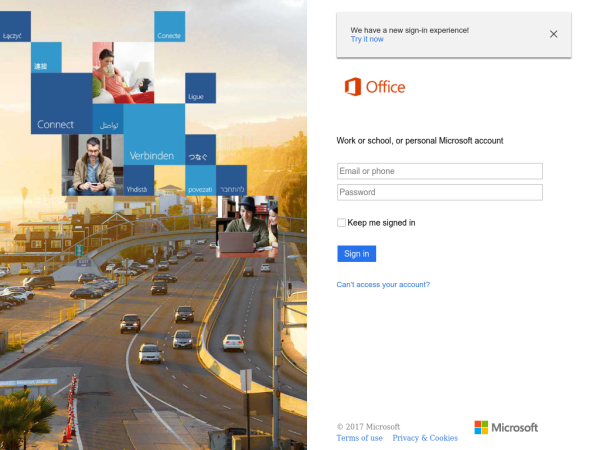 Łączyć
Conecte
連接
Ligue
Connect
تواصَل
Verbinden
つなぐ
Yhdistä
povezati
להתחבר
We have a new sign-in experience!
Try it now
Office
Work or school, or personal Microsoft account
Email or phone
Password
Keep me signed in
Sign in
Can't access your account?
© 2017 Microsoft
Terms of use Privacy & Cookies
Microsoft